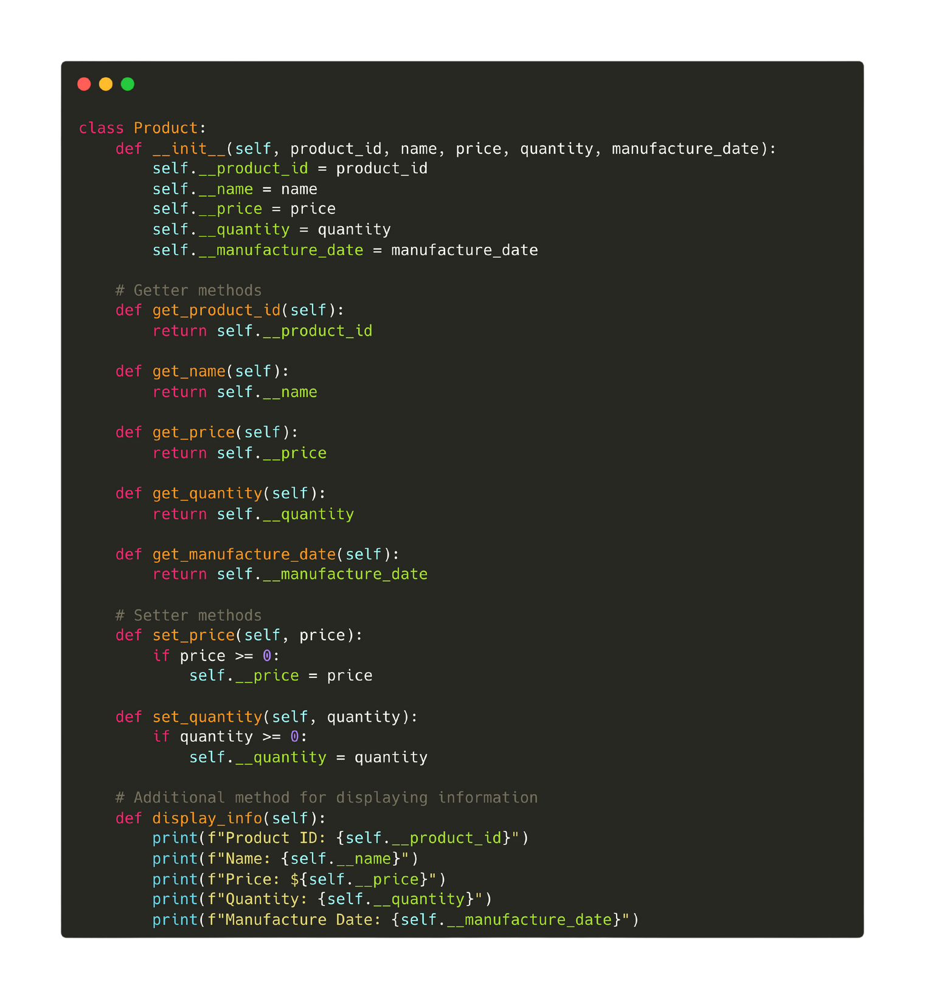 class Product:
    def __init__(self, product_id, name, price, quantity, manufacture_date):
        self.__product_id = product_id
        self.__name = name
        self.__price = price
        self.__quantity = quantity
        self.__manufacture_date = manufacture_date

    # Getter methods
    def get_product_id(self):
        return self.__product_id

    def get_name(self):
        return self.__name

    def get_price(self):
        return self.__price

    def get_quantity(self):
        return self.__quantity

    def get_manufacture_date(self):
        return self.__manufacture_date

    # Setter methods
    def set_price(self, price):
        if price >= 0:
            self.__price = price

    def set_quantity(self, quantity):
        if quantity >= 0:
            self.__quantity = quantity

    # Additional method for displaying information
    def display_info(self):
        print(f"Product ID: {self.__product_id}")
        print(f"Name: {self.__name}")
        print(f"Price: ${self.__price}")
        print(f"Quantity: {self.__quantity}")
        print(f"Manufacture Date: {self.__manufacture_date}")